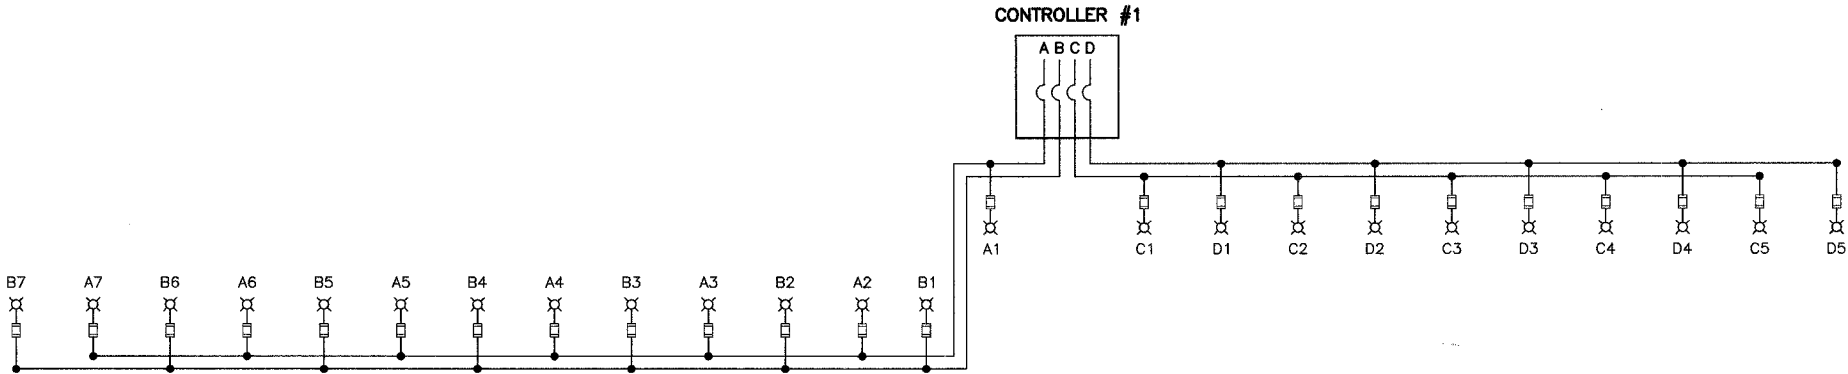 CONTROLLER #1
A B C D
A1 C1 D1 C2 D2 C3 D3 C4 D4 C5 D5
B7 A7 B6 A6 B5 A5 B4 A4 B3 A3 B2 A2 B1